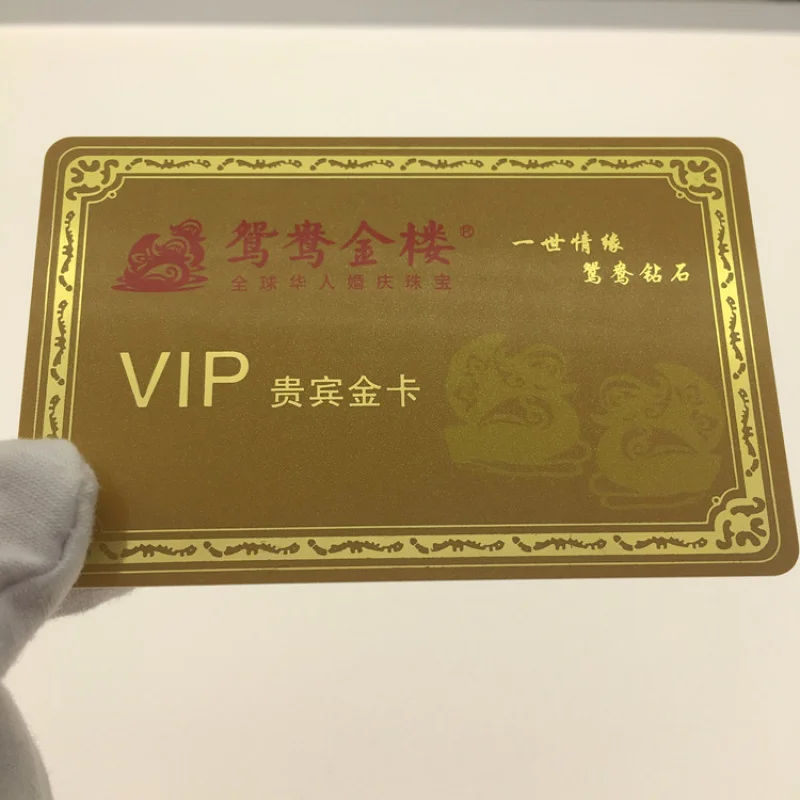 鸳鸯金楼®
全球华人婚庆珠宝
一世情缘
鸳鸯钻石
VIP 贵宾金卡